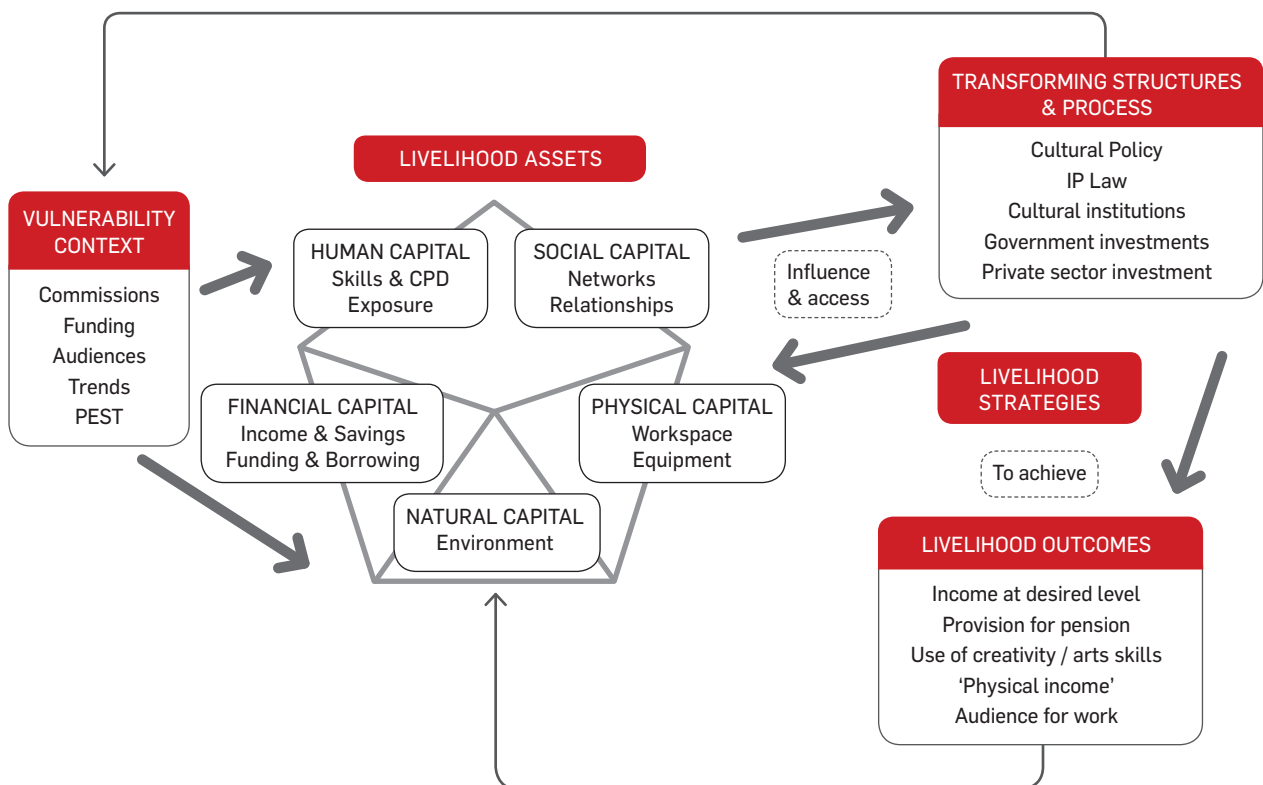 TRANSFORMING STRUCTURES
& PROCESS
Cultural Policy
IP Law
Cultural institutions
Government investments
Private sector investment
LIVELIHOOD ASSETS
VULNERABILITY
CONTEXT
Commissions
Funding
Audiences
Trends
PEST
HUMAN CAPITAL
Skills & CPD
Exposure
SOCIAL CAPITAL
Networks
Relationships
Influence
& access
FINANCIAL CAPITAL
Income & Savings
Funding & Borrowing
PHYSICAL CAPITAL
Workspace
Equipment
NATURAL CAPITAL
Environment
LIVELIHOOD
STRATEGIES
To achieve
LIVELIHOOD OUTCOMES
Income at desired level
Provision for pension
Use of creativity / arts skills
‘Physical income’
Audience for work